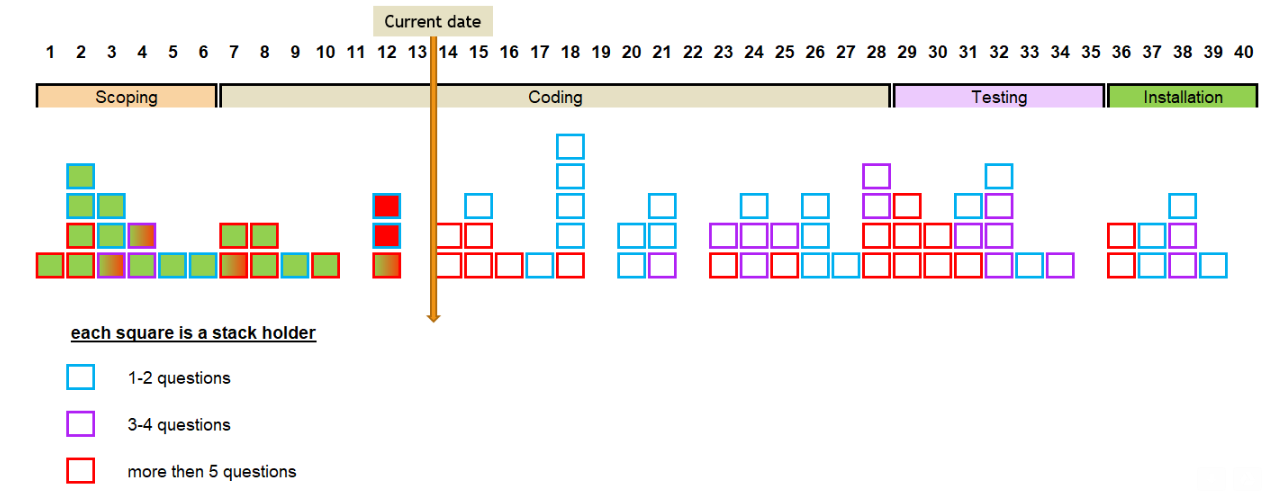 Current date
1 2 3 4 5 6 7 8 9 10 11 12 13 14 15 16 17 18 19 20 21 22 23 24 25 26 27 28 29 30 31 32 33 34 35 36 37 38 39 40
Scoping Coding Testing Installation
each square is a stack holder
1-2 questions
3-4 questions
more then 5 questions